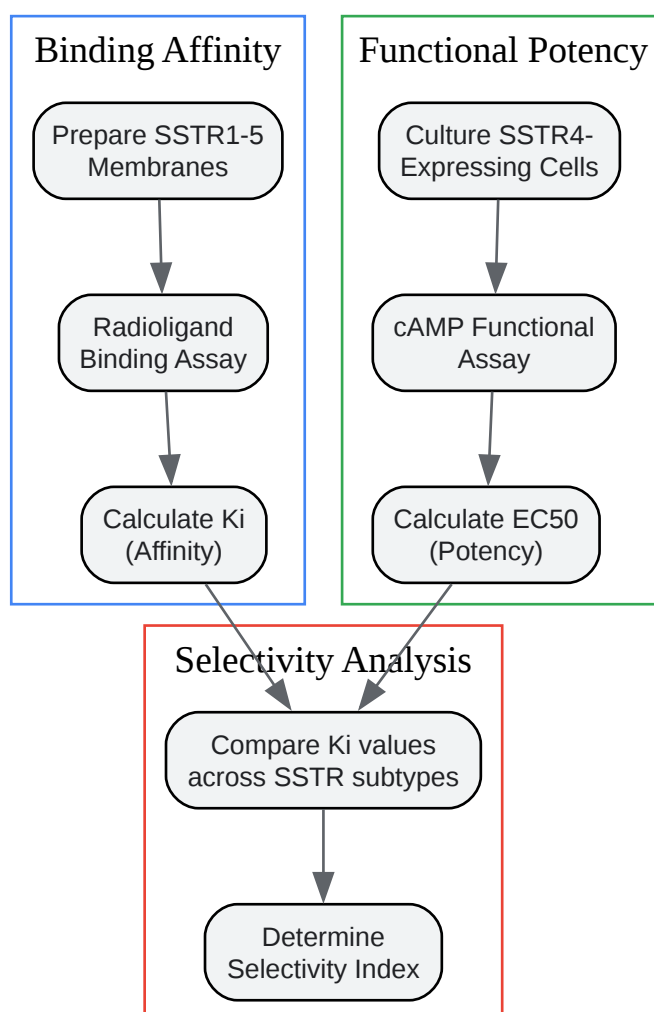 Binding Affinity
Prepare SSTR1-5
Membranes
Radioligand
Binding Assay
Calculate Ki
(Affinity)
Functional Potency
Culture SSTR4-
Expressing Cells
cAMP Functional
Assay
Calculate EC50
(Potency)
Selectivity Analysis
Compare Ki values
across SSTR subtypes
Determine
Selectivity Index